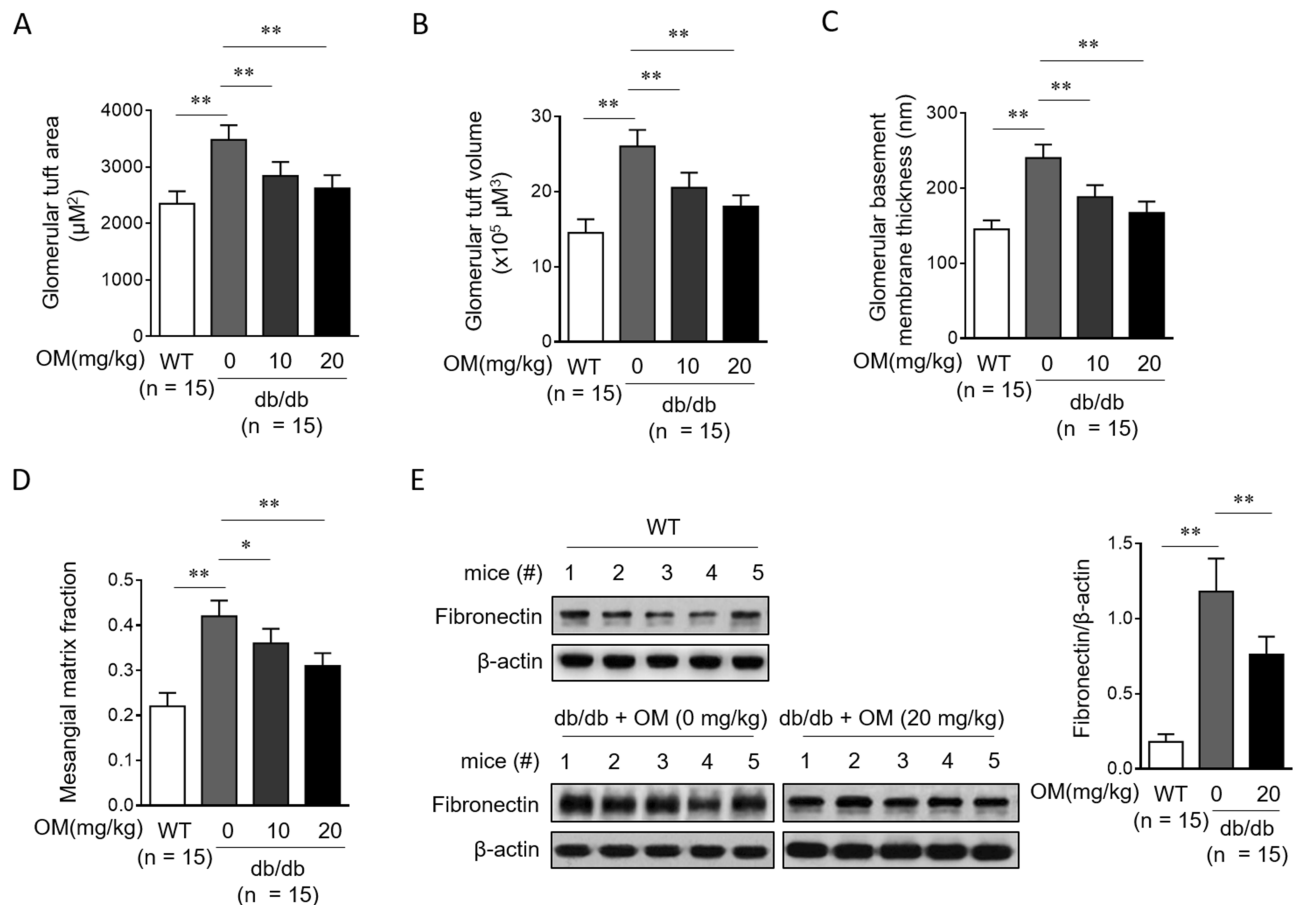 A
**
**
**
Glomerular tuft area
(μM²)
4000
3000
2000
1000
0
OM(mg/kg)
WT
0
10
20
(n = 15)
db/db
(n = 15)
B
**
**
**
Glomerular tuft volume
(x10⁵ μM³)
30
20
10
0
OM(mg/kg)
WT
0
10
20
(n = 15)
db/db
(n = 15)
C
**
**
**
Glomerular basement
membrane thickness (nm)
300
200
100
0
OM(mg/kg)
WT
0
10
20
(n = 15)
db/db
(n = 15)
D
**
*
**
Mesangial matrix fraction
0.5
0.4
0.3
0.2
0.1
0.0
OM(mg/kg)
WT
0
10
20
(n = 15)
db/db
(n = 15)
E
WT
mice (#) 1 2 3 4 5
Fibronectin
β-actin
db/db + OM (0 mg/kg) db/db + OM (20 mg/kg)
mice (#) 1 2 3 4 5 1 2 3 4 5
Fibronectin
β-actin
**
**
Fibronectin/β-actin
1.5
1.0
0.5
0.0
OM(mg/kg)
WT
0
20
(n = 15)
db/db
(n = 15)